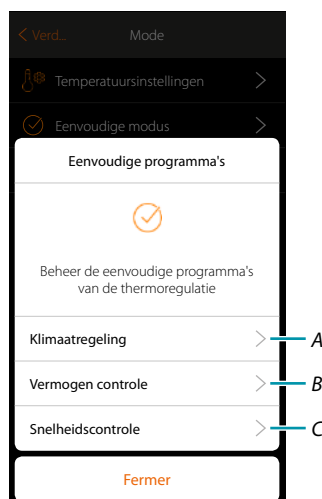 Verd...
Mode
Temperatuursinstellingen
Eenvoudige modus
Eenvoudige programma's
Beheer de eenvoudige programma's
van de thermoregulatie
Klimaatregeling
A
Vermogen controle
B
Snelheidscontrole
C
Fermer